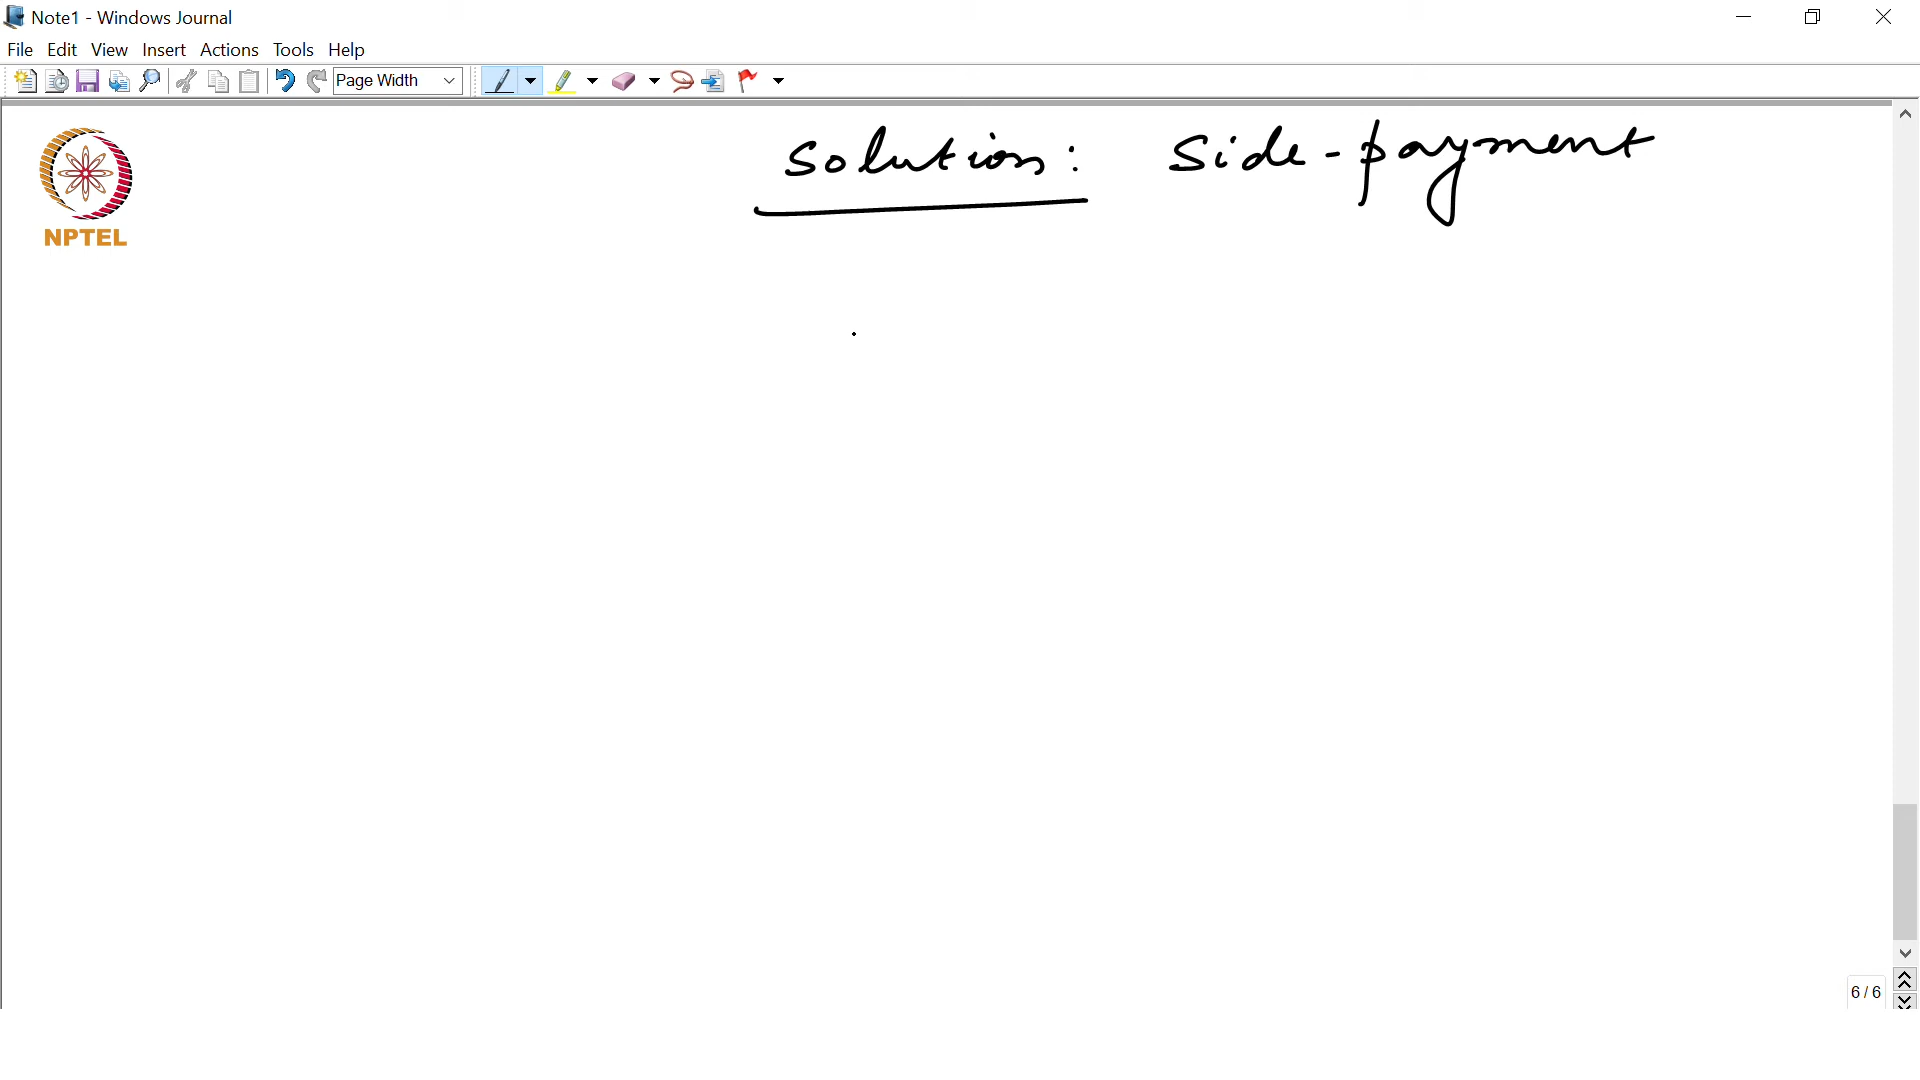 Note1 - Windows Journal
File Edit View Insert Actions Tools Help
Page Width
Solution: Side-payment
NPTEL
6 / 6